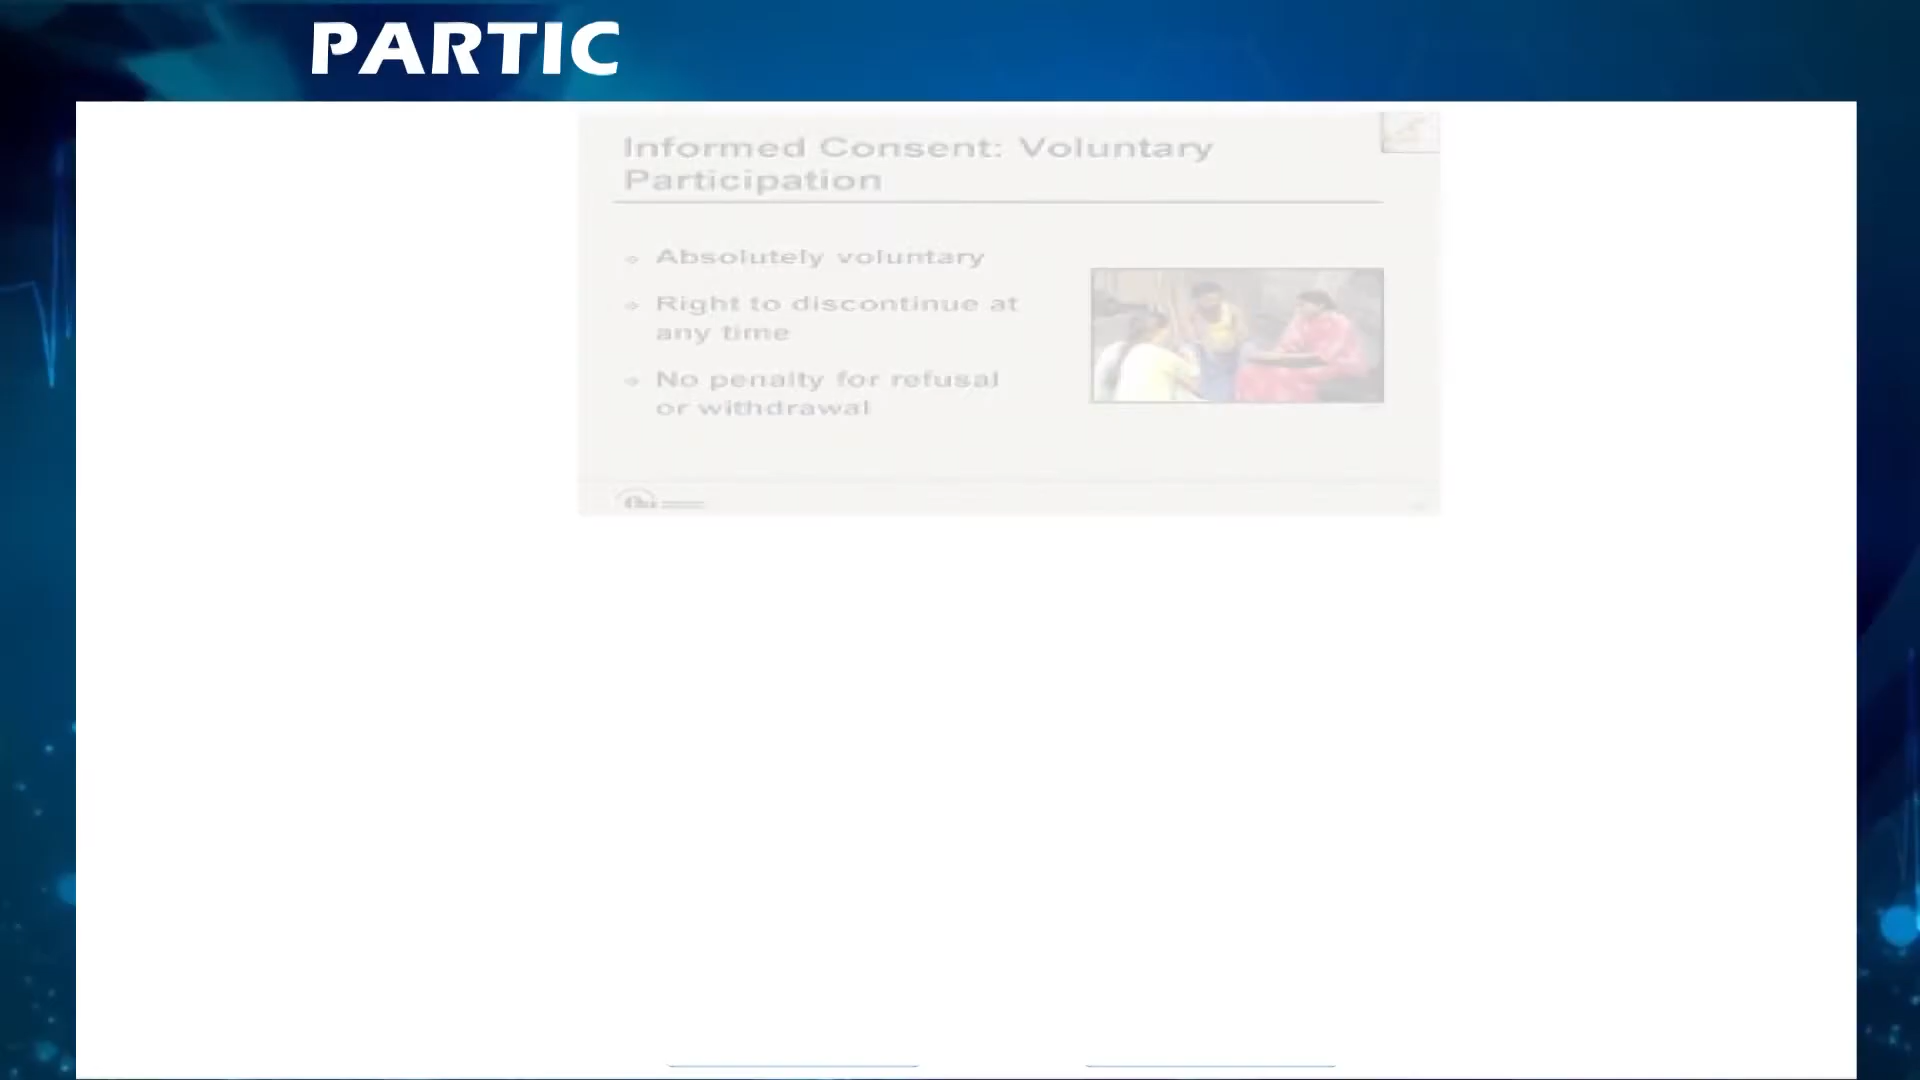 PARTIC
Informed Consent: Voluntary
Participation
Absolutely voluntary
Right to discontinue at
any time
No penalty for refusal
or withdrawal